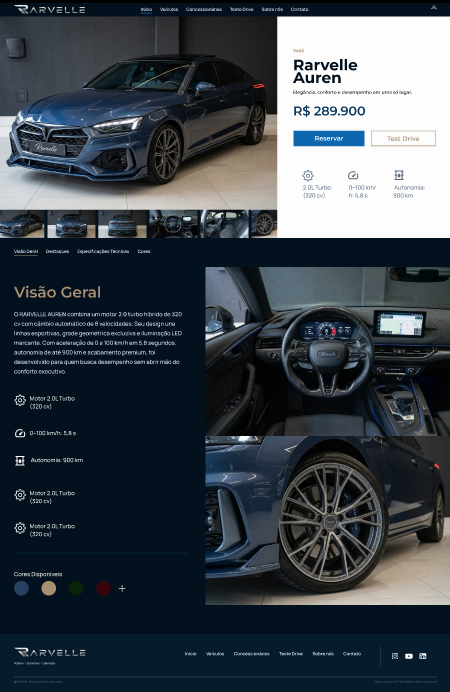 RARVELLE
Início Veículos Concessionárias Teste Drive Sobre nós Contato
Sedã
Rarvelle
Auren
Elegância, conforto e desempenho em uma só lugar.
R$ 289.900
Reservar Test Drive
2.0L Turbo 0-100 km/ Autonomia:
(320 cv) h: 5,8 s 900 km
Rarvelle
Visão Geral Destaques Especificações Técnicas Cores
Visão Geral
O RARVELLE AUREN combina um motor 2.0 turbo híbrido de 320
cv com câmbio automático de 8 velocidades. Seu design une
linhas esportivas, grade geométrica exclusiva e iluminação LED
marcante. Com aceleração de 0 a 100 km/h em 5,8 segundos,
autonomia de até 900 km e acabamento premium, foi
desenvolvido para quem busca desempenho sem abrir mão do
conforto executivo.
Motor 2.0L Turbo
(320 cv)
0-100 km/h: 5,8 s
Autonomia: 900 km
Motor 2.0L Turbo
(320 cv)
Motor 2.0L Turbo
(320 cv)
Cores Disponíveis
RARVELLE
Início Veículos Concessionárias Teste Drive Sobre nós Contato